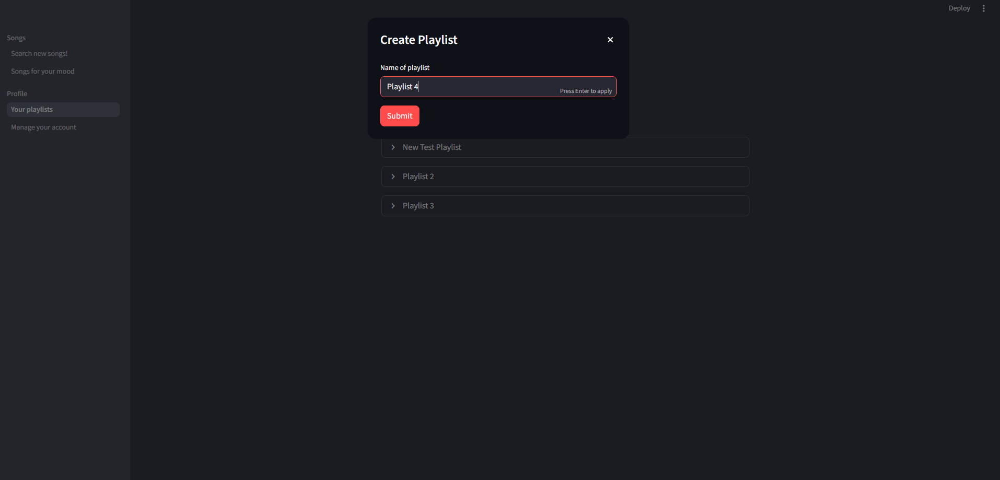 Deploy
Songs
Search new songs!
Songs for your mood
Profile
Your playlists
Manage your account
Create Playlist
Name of playlist
Playlist 4
Press Enter to apply
Submit
New Test Playlist
Playlist 2
Playlist 3